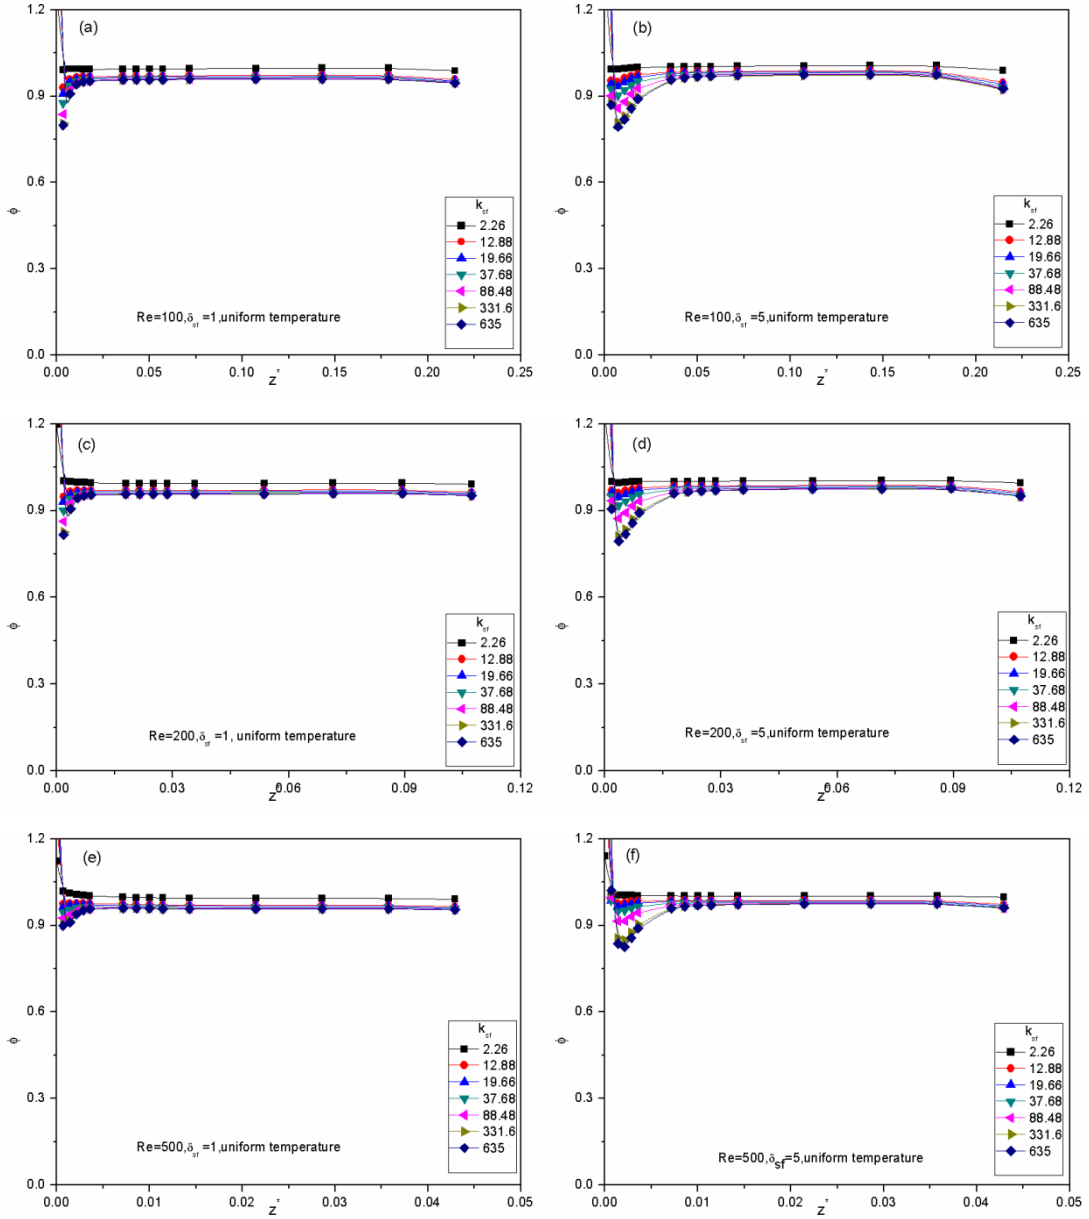 1.2
(a)
0.9
0.6
ϕ
0.3
0.0
k_sf
2.26
12.88
19.66
37.68
88.48
331.6
635
Re=100,δ_sf =1,uniform temperature
0.00 0.05 0.10 0.15 0.20 0.25
Z*
1.2
(b)
0.9
0.6
ϕ
0.3
0.0
k_sf
2.26
12.88
19.66
37.68
88.48
331.6
635
Re=100,δ_sf =5,uniform temperature
0.00 0.05 0.10 0.15 0.20 0.25
Z*
1.2
(c)
0.9
0.6
ϕ
0.3
0.0
k_sf
2.26
12.88
19.66
37.68
88.48
331.6
635
Re=200,δ_sf =1, uniform temperature
0.00 0.03 0.06 0.09 0.12
Z*
1.2
(d)
0.9
0.6
ϕ
0.3
0.0
k_sf
2.26
12.88
19.66
37.68
88.48
331.6
635
Re=200,δ_sf =5,uniform temperature
0.00 0.03 0.06 0.09 0.12
Z*
1.2
(e)
0.9
0.6
ϕ
0.3
0.0
k_sf
2.26
12.88
19.66
37.68
88.48
331.6
635
Re=500,δ_sf =1,uniform temperature
0.00 0.01 0.02 0.03 0.04 0.05
Z*
1.2
(f)
0.9
0.6
ϕ
0.3
0.0
k_sf
2.26
12.88
19.66
37.68
88.48
331.6
635
Re=500,δ_sf=5,uniform temperature
0.00 0.01 0.02 0.03 0.04 0.05
Z*